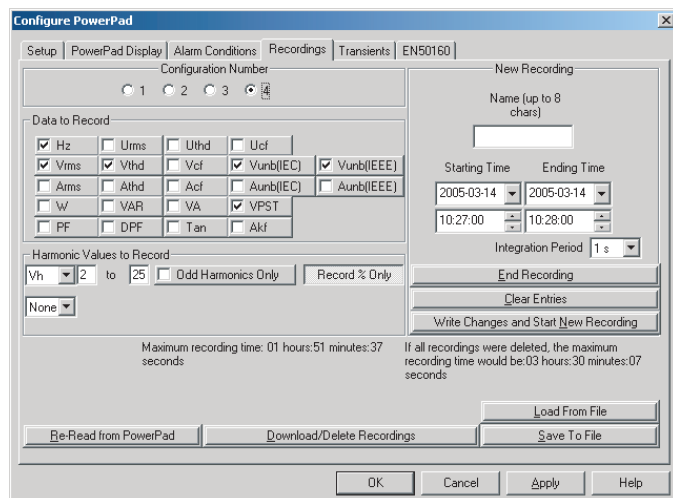 Configure PowerPad
Setup PowerPad Display Alarm Conditions Recordings Transients EN50160
Configuration Number
1 2 3 4
Data to Record
Hz Urms Uthd Ucf
Vrms Vthd Vcf Vunb(IEC) Vunb(IEEE)
Arms Athd Acf Aunb(IEC) Aunb(IEEE)
W VAR VA VPST
PF DPF Tan Akf
Harmonic Values to Record
Vh 2 to 25 Odd Harmonics Only Record % Only
None
New Recording
Name (up to 8
chars)
Starting Time Ending Time
2005-03-14 2005-03-14
10:27:00 10:28:00
Integration Period 1 s
End Recording
Clear Entries
Write Changes and Start New Recording
Maximum recording time: 01 hours:51 minutes:37
seconds
If all recordings were deleted, the maximum
recording time would be:03 hours:30 minutes:07
seconds
Load From File
Re-Read from PowerPad Download/Delete Recordings Save To File
OK Cancel Apply Help